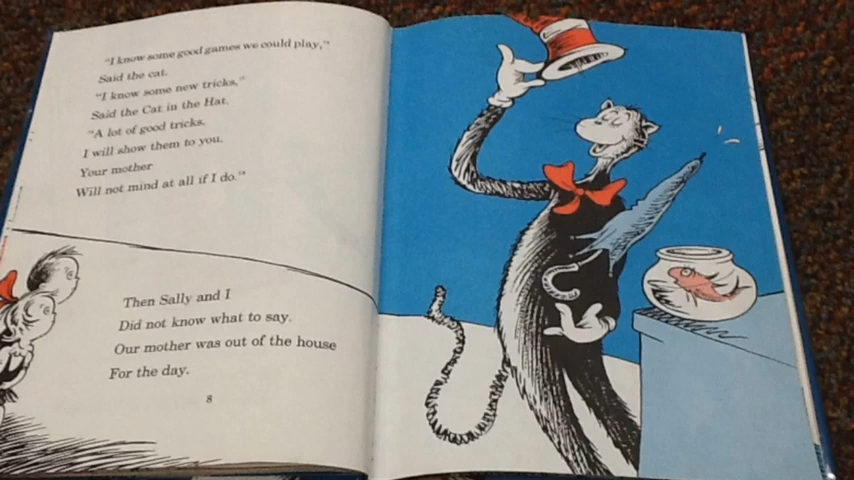 "I know some good games we could play,"
Said the cat.
"I know some new tricks,"
Said the Cat in the Hat.
"A lot of good tricks.
I will show them to you.
Your mother
Will not mind at all if I do."
Then Sally and I
Did not know what to say.
Our mother was out of the house
For the day.
8